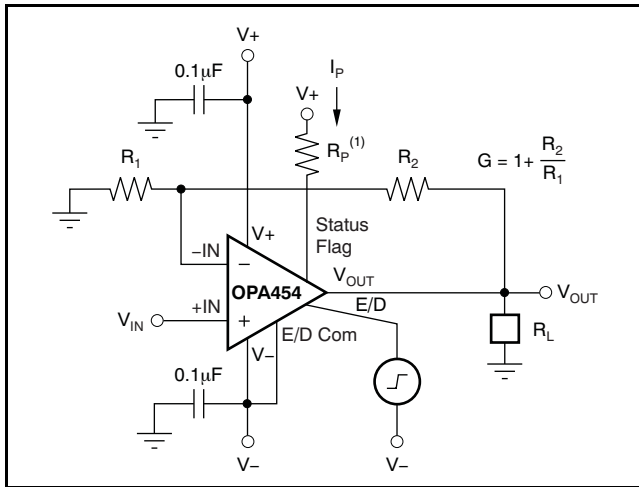 V+
0.1μF
I_P
V+
R_P^(1)
R_1
R_2
G = 1 + R_2/R_1
V+
Status
Flag
–IN
–
OPA454
V_OUT
V_OUT
E/D
V_IN
+IN
+
E/D Com
R_L
V–
0.1μF
V–
V–